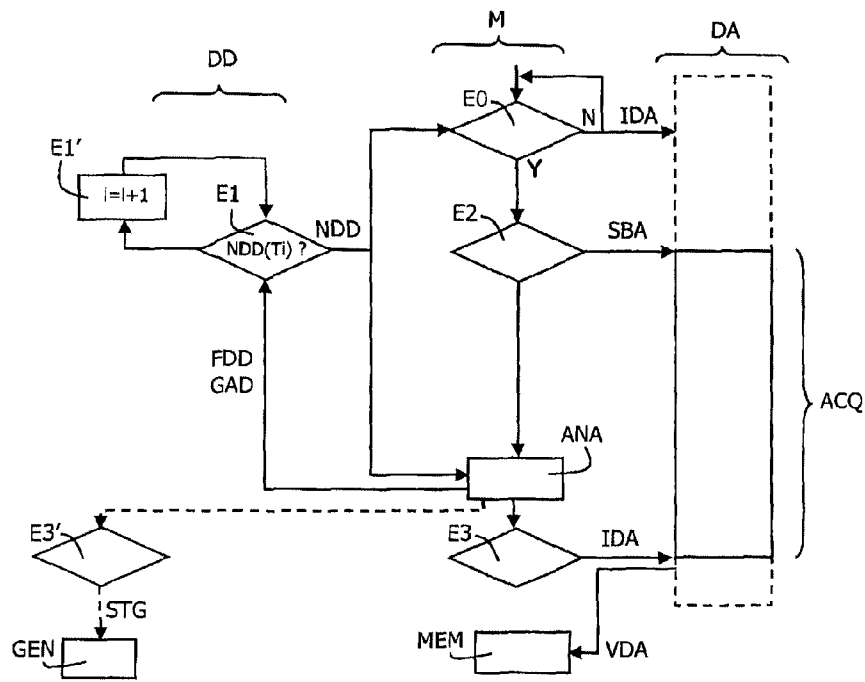 M
DA
DD
E0
N
IDA
E1'
i=i+1
E1
NDD
Y
E2
NDD(Ti) ?
SBA
FDD
GAD
ACQ
ANA
E3'
E3
IDA
STG
GEN
MEM
VDA